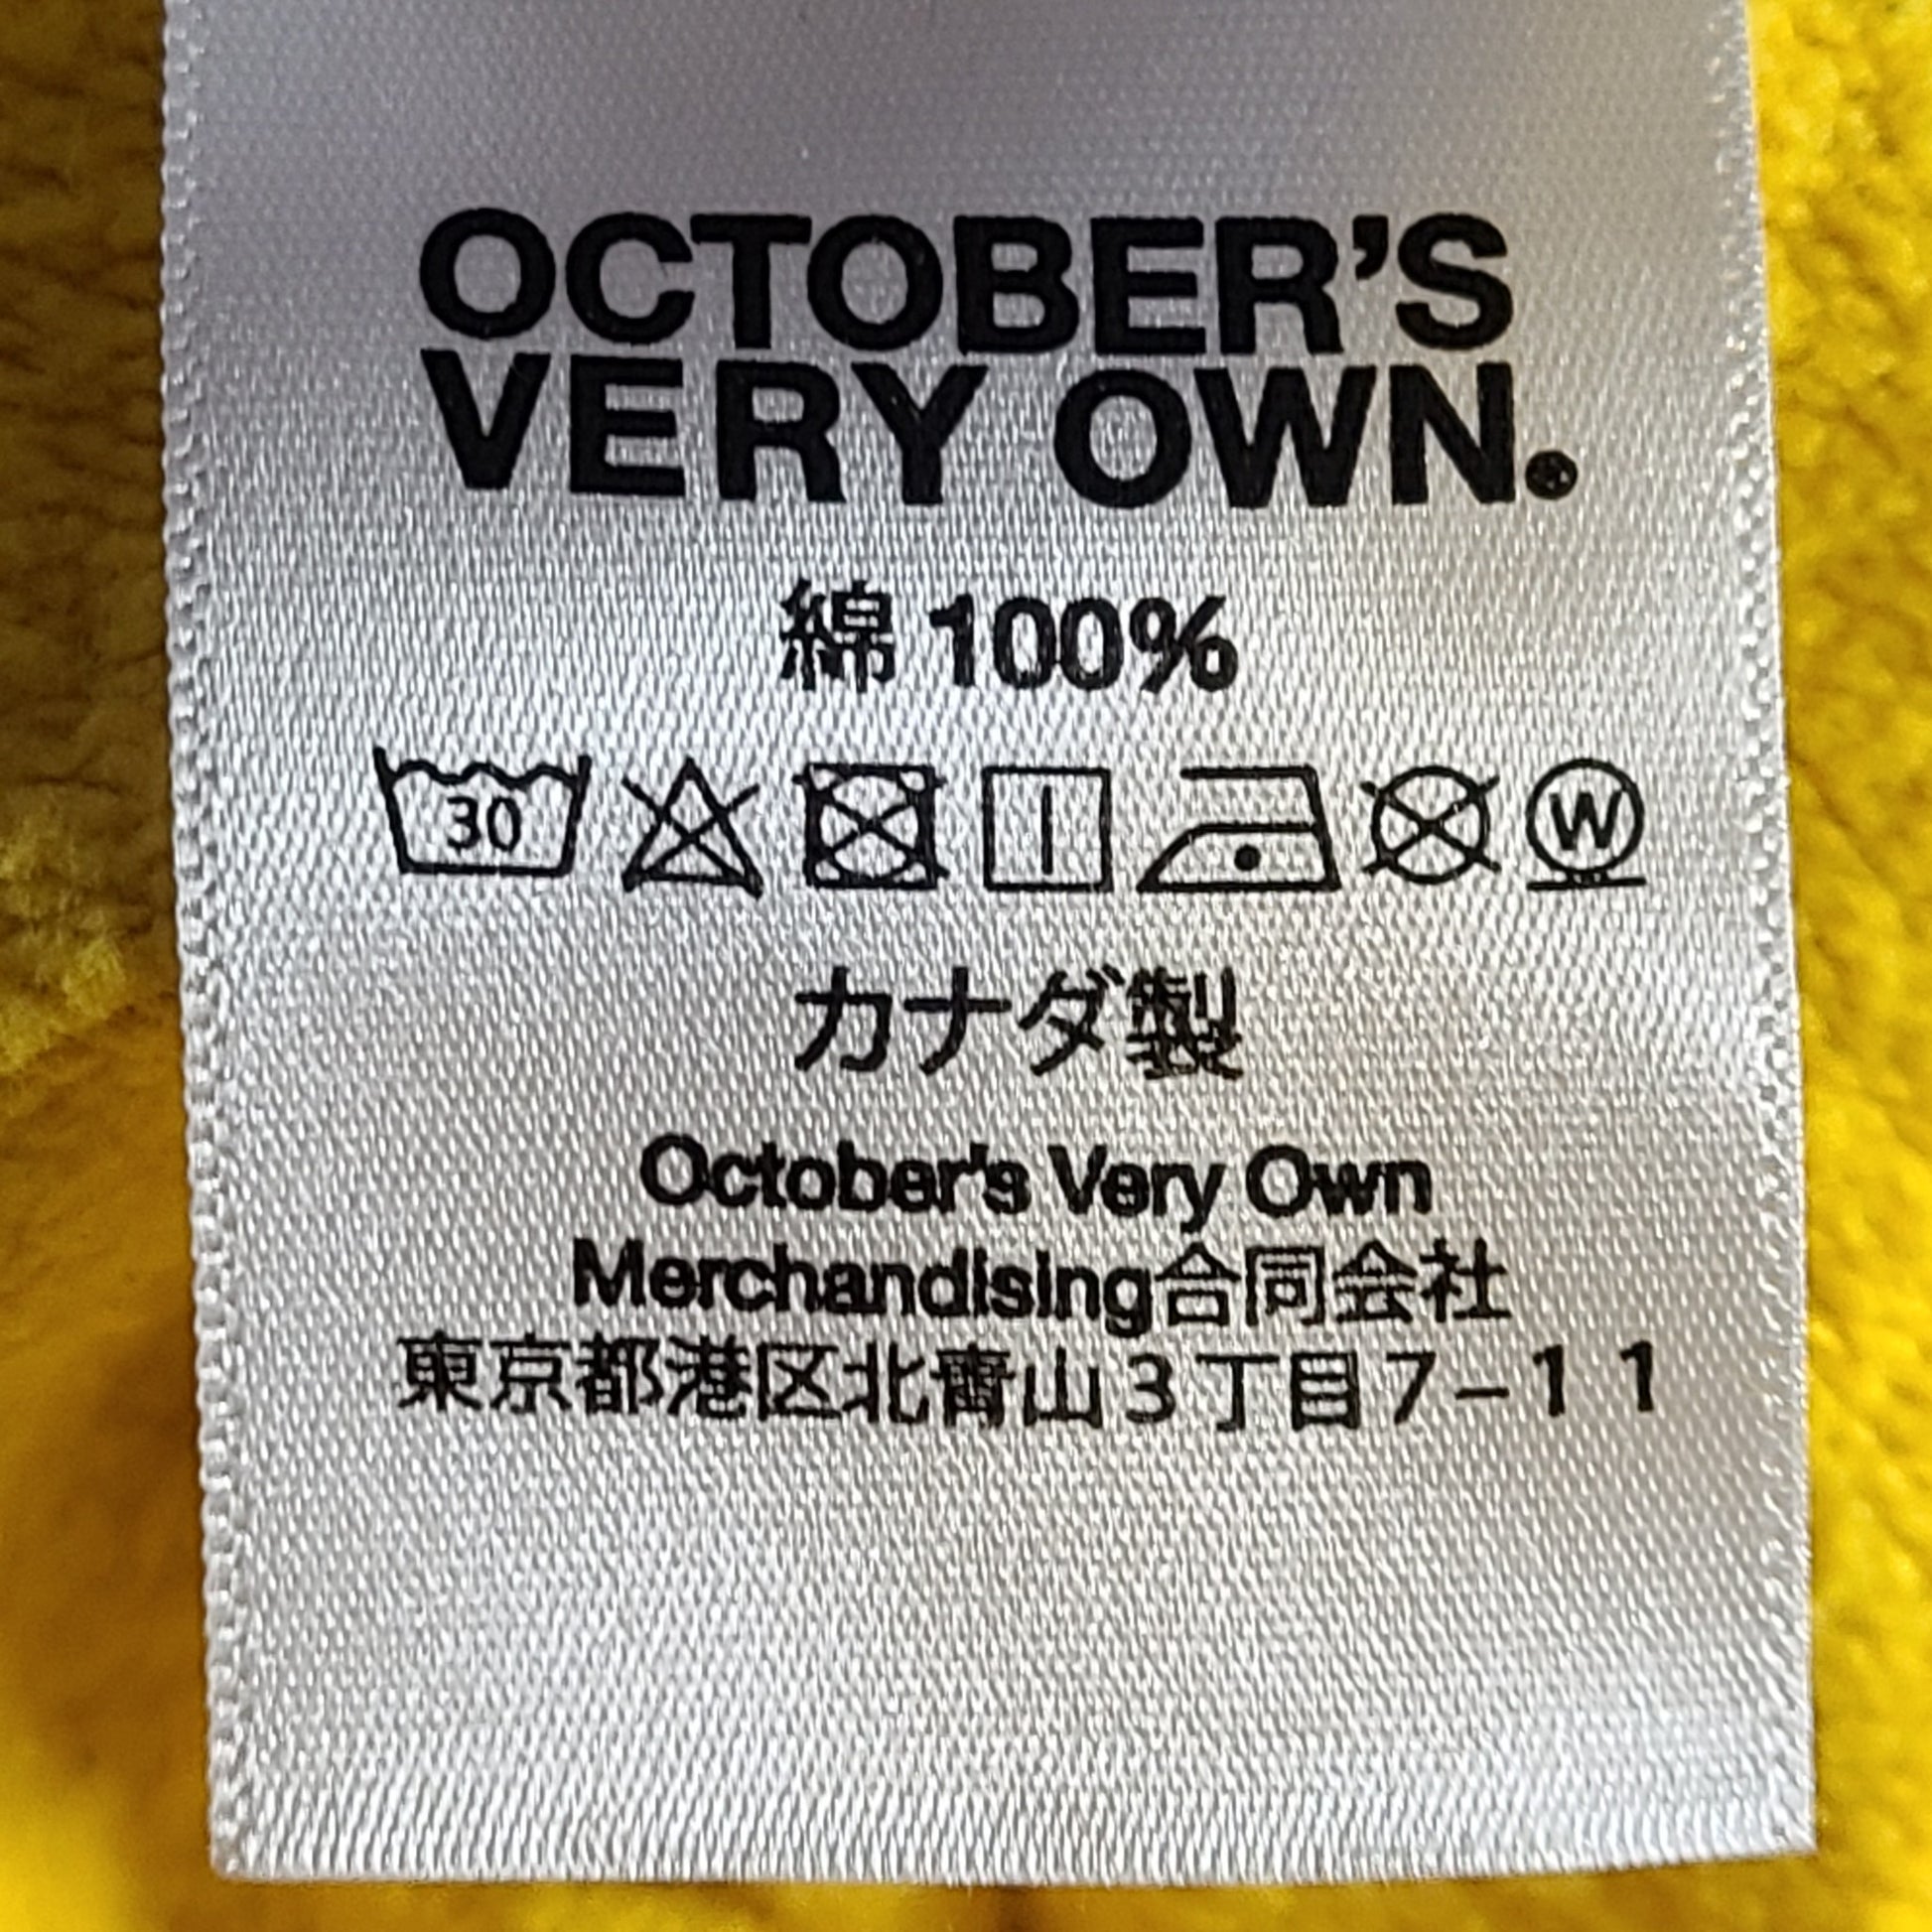 OCTOBER'S
VERY OWN.
綿 100%
30
W
カナダ製
October's Very Own
Merchandising合同会社
東京都港区北青山3丁目7-11